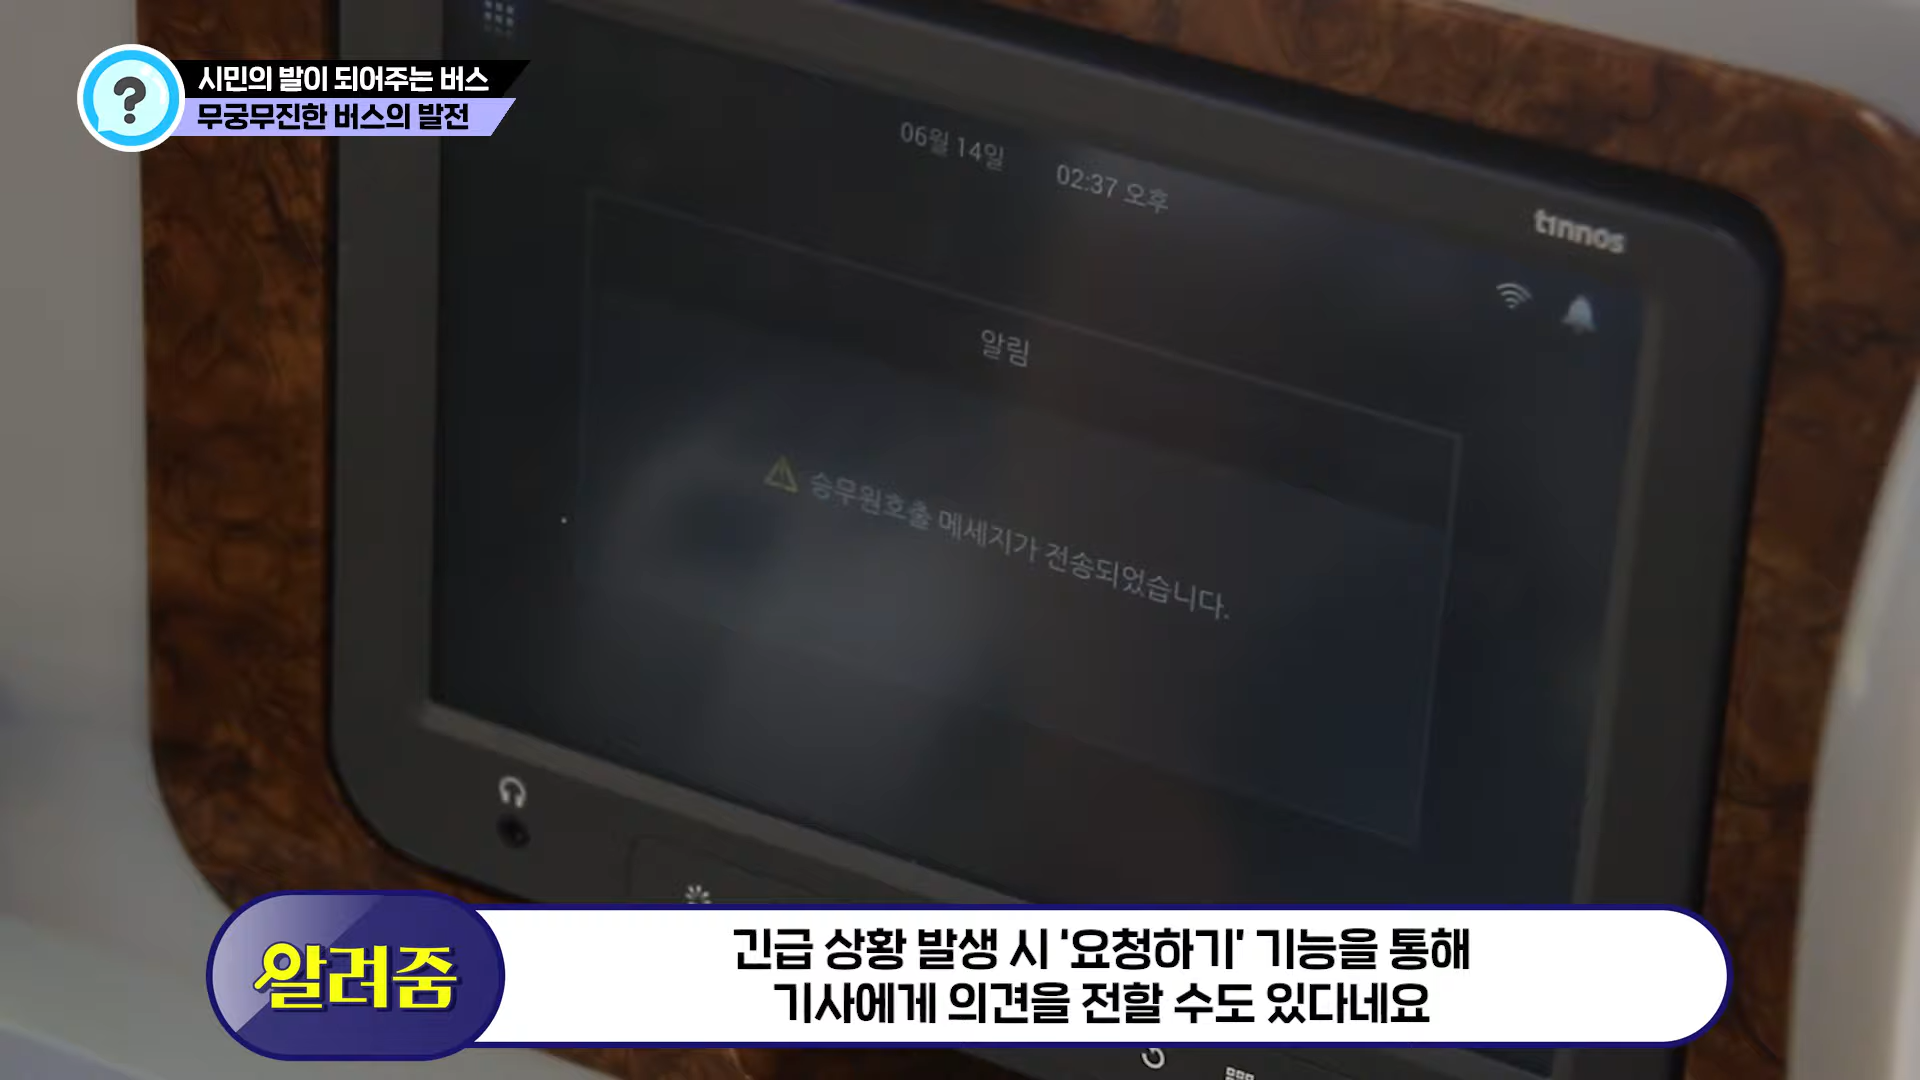 시민의 발이 되어주는 버스
무궁무진한 버스의 발전
06월 14일 02:37 오후
tınnos
알림
승무원호출 메세지가 전송되었습니다.
알려줌
긴급 상황 발생 시 '요청하기' 기능을 통해
기사에게 의견을 전할 수도 있다네요